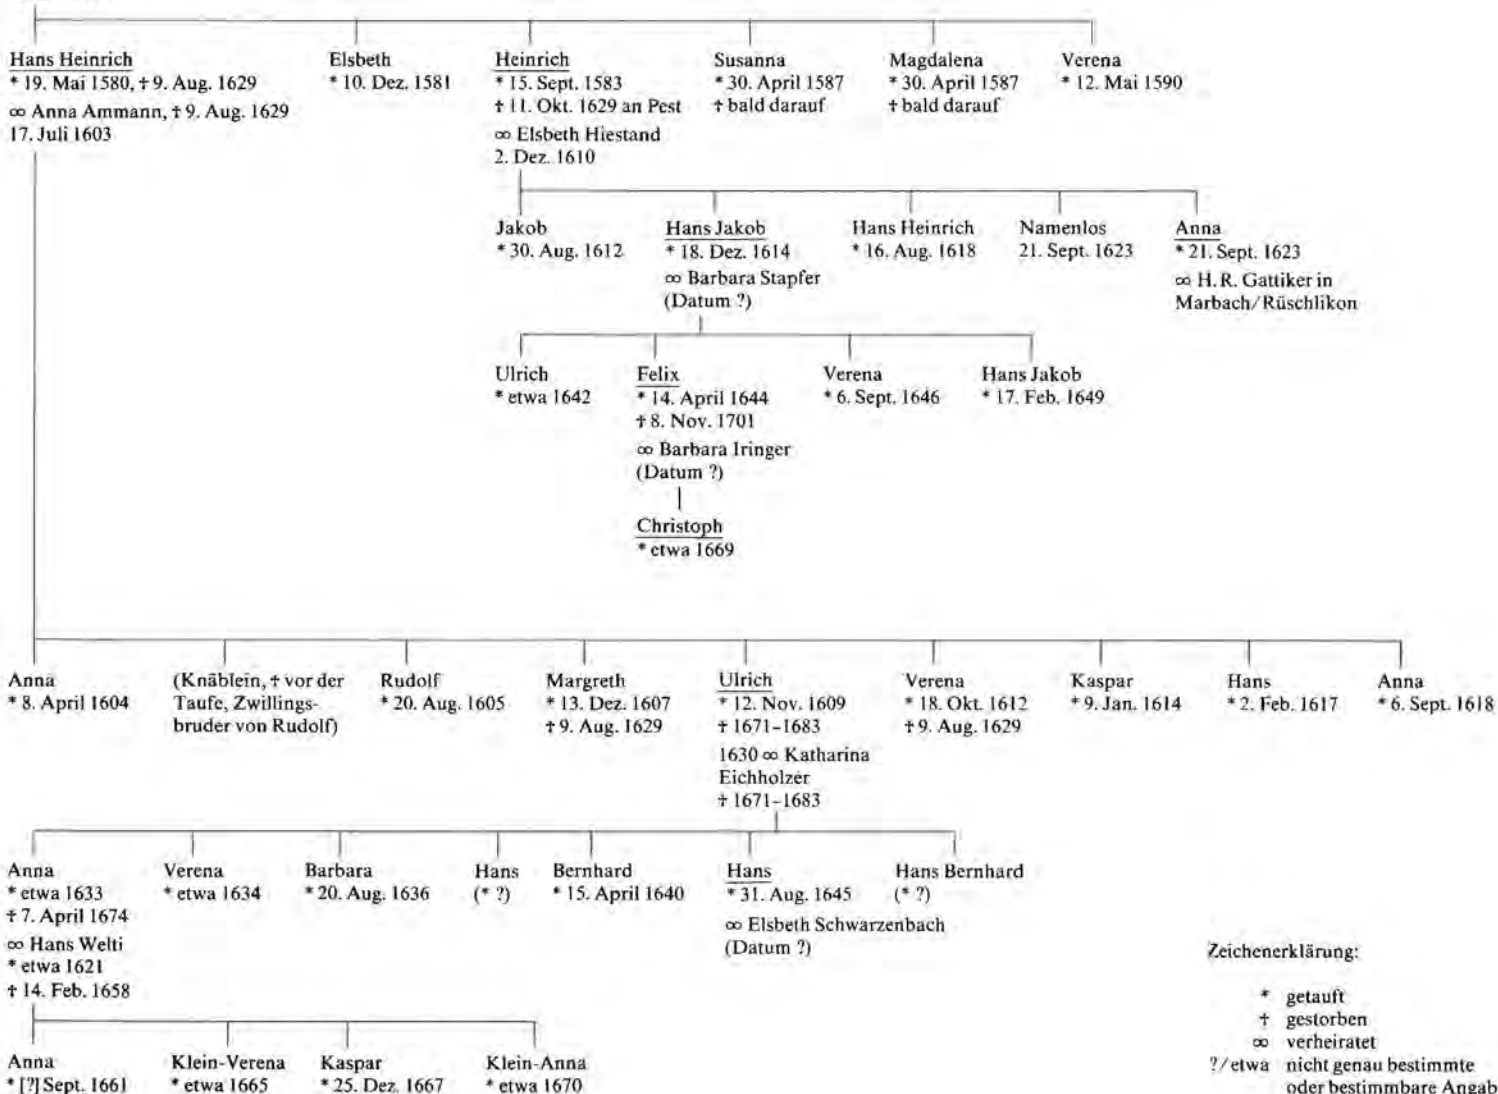 Hans Heinrich
* 19. Mai 1580, † 9. Aug. 1629
∞ Anna Ammann, † 9. Aug. 1629
17. Juli 1603
Elsbeth
* 10. Dez. 1581
Heinrich
* 15. Sept. 1583
† 11. Okt. 1629 an Pest
∞ Elsbeth Hiestand
2. Dez. 1610
Susanna
* 30. April 1587
† bald darauf
Magdalena
* 30. April 1587
† bald darauf
Verena
* 12. Mai 1590
Jakob
* 30. Aug. 1612
Hans Jakob
* 18. Dez. 1614
∞ Barbara Stapfer
(Datum ?)
Hans Heinrich
* 16. Aug. 1618
Namenlos
21. Sept. 1623
Anna
* 21. Sept. 1623
∞ H. R. Gattiker in
Marbach/Rüschlikon
Ulrich
* etwa 1642
Felix
* 14. April 1644
† 8. Nov. 1701
∞ Barbara Iringer
(Datum ?)
Verena
* 6. Sept. 1646
Hans Jakob
* 17. Feb. 1649
Christoph
* etwa 1669
Anna
* 8. April 1604
(Knäblein, † vor der
Taufe, Zwillings-
bruder von Rudolf)
Rudolf
* 20. Aug. 1605
Margreth
* 13. Dez. 1607
† 9. Aug. 1629
Ulrich
* 12. Nov. 1609
† 1671–1683
1630 ∞ Katharina
Eichholzer
† 1671–1683
Verena
* 18. Okt. 1612
† 9. Aug. 1629
Kaspar
* 9. Jan. 1614
Hans
* 2. Feb. 1617
Anna
* 6. Sept. 1618
Anna
* etwa 1633
† 7. April 1674
∞ Hans Welti
* etwa 1621
† 14. Feb. 1658
Verena
* etwa 1634
Barbara
* 20. Aug. 1636
Hans
(* ?)
Bernhard
* 15. April 1640
Hans
* 31. Aug. 1645
∞ Elsbeth Schwarzenbach
(Datum ?)
Hans Bernhard
(* ?)
Anna
* [?] Sept. 1661
Klein-Verena
* etwa 1665
Kaspar
* 25. Dez. 1667
Klein-Anna
* etwa 1670
Zeichenerklärung:
* getauft
† gestorben
∞ verheiratet
?/etwa nicht genau bestimmte
oder bestimmbare Angab